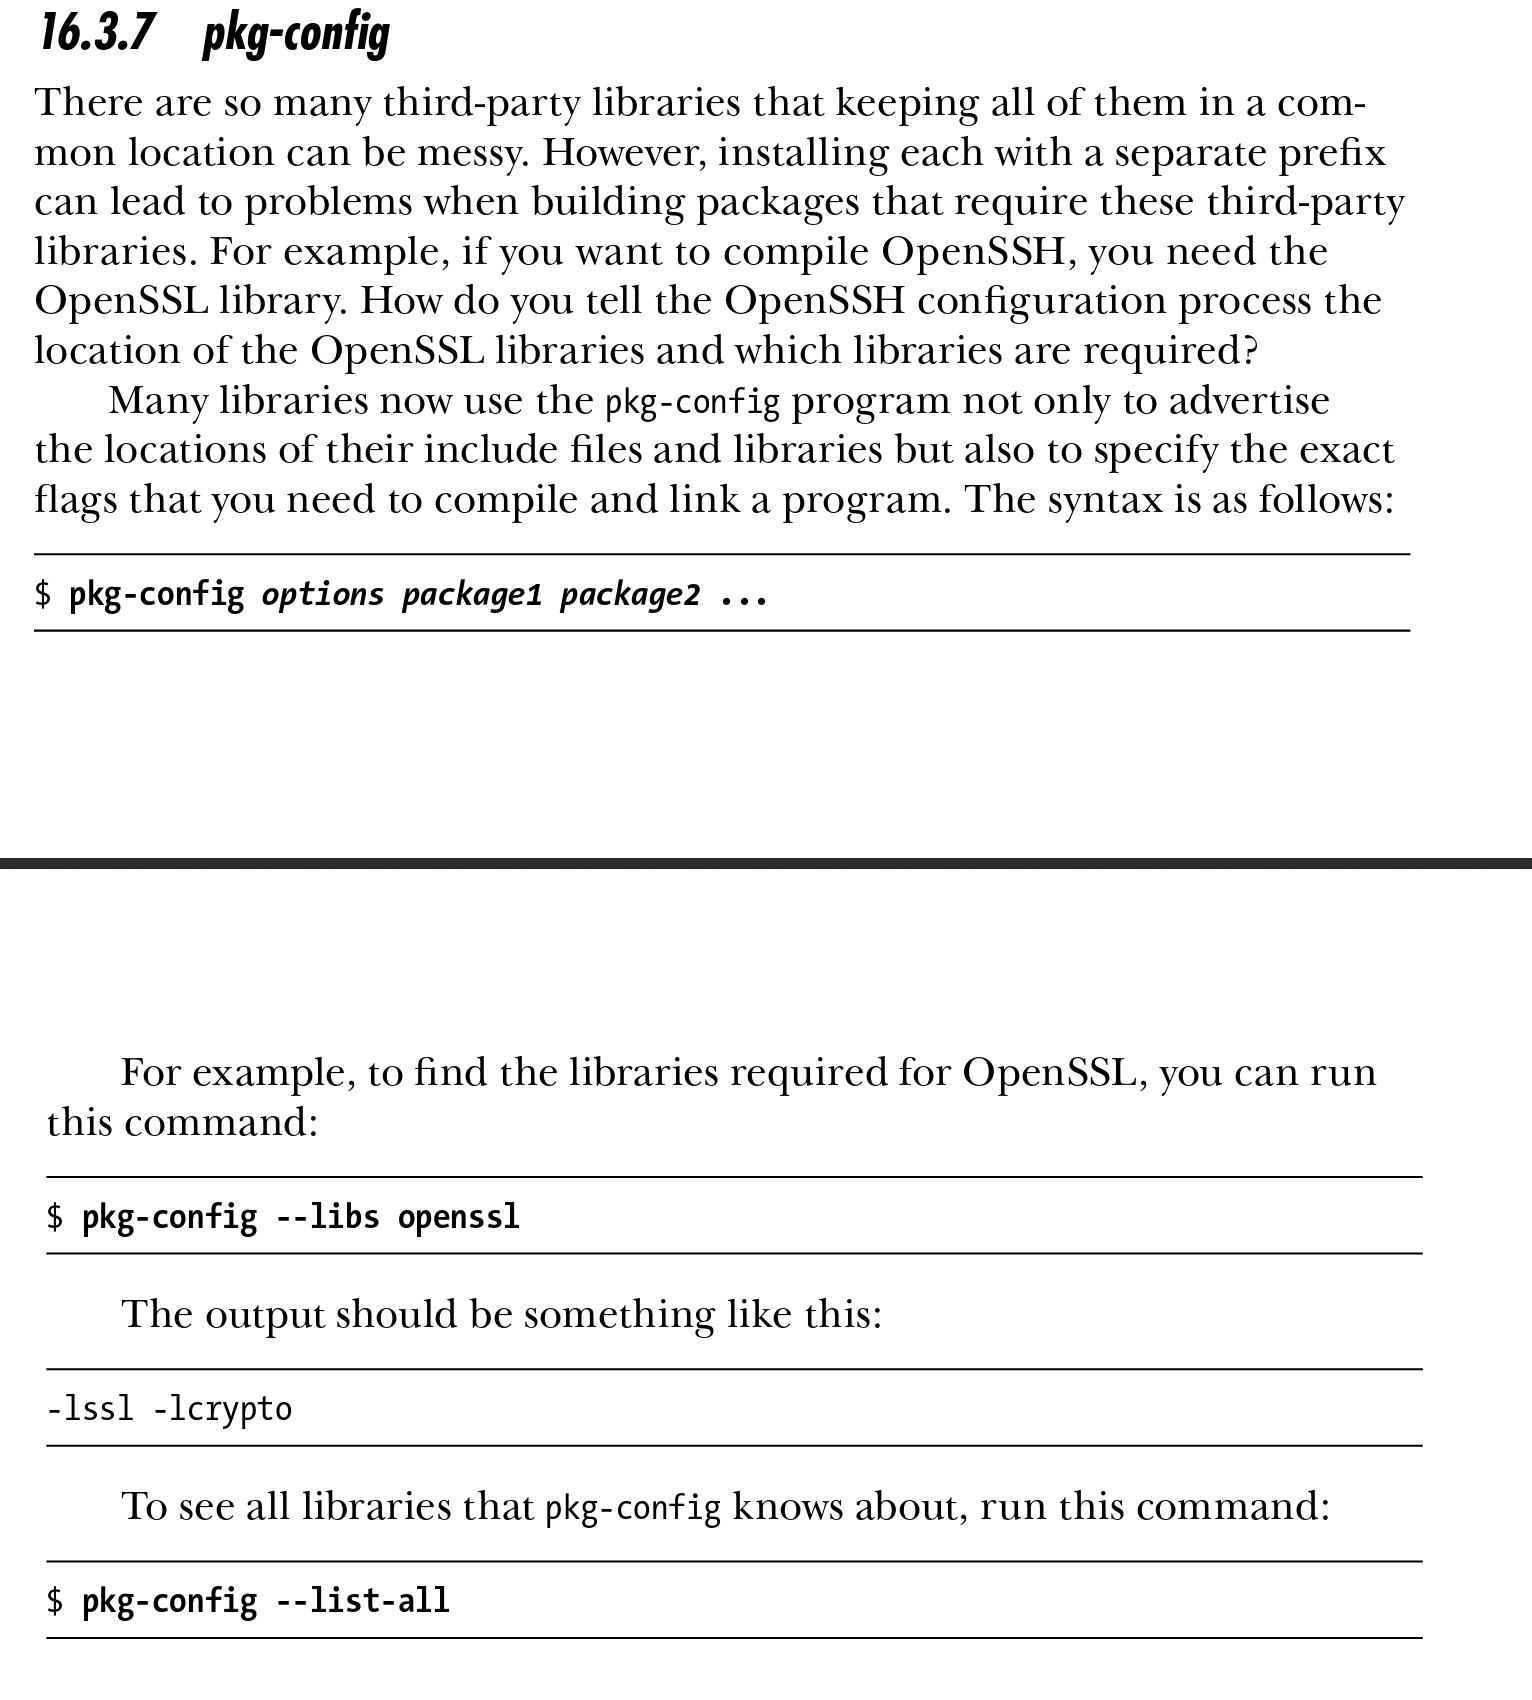 16.3.7 pkg-config
There are so many third-party libraries that keeping all of them in a com-
mon location can be messy. However, installing each with a separate prefix
can lead to problems when building packages that require these third-party
libraries. For example, if you want to compile OpenSSH, you need the
OpenSSL library. How do you tell the OpenSSH configuration process the
location of the OpenSSL libraries and which libraries are required?
Many libraries now use the pkg-config program not only to advertise
the locations of their include files and libraries but also to specify the exact
flags that you need to compile and link a program. The syntax is as follows:
$ pkg-config options package1 package2 ...
For example, to find the libraries required for OpenSSL, you can run
this command:
$ pkg-config --libs openssl
The output should be something like this:
-lssl -lcrypto
To see all libraries that pkg-config knows about, run this command:
$ pkg-config --list-all